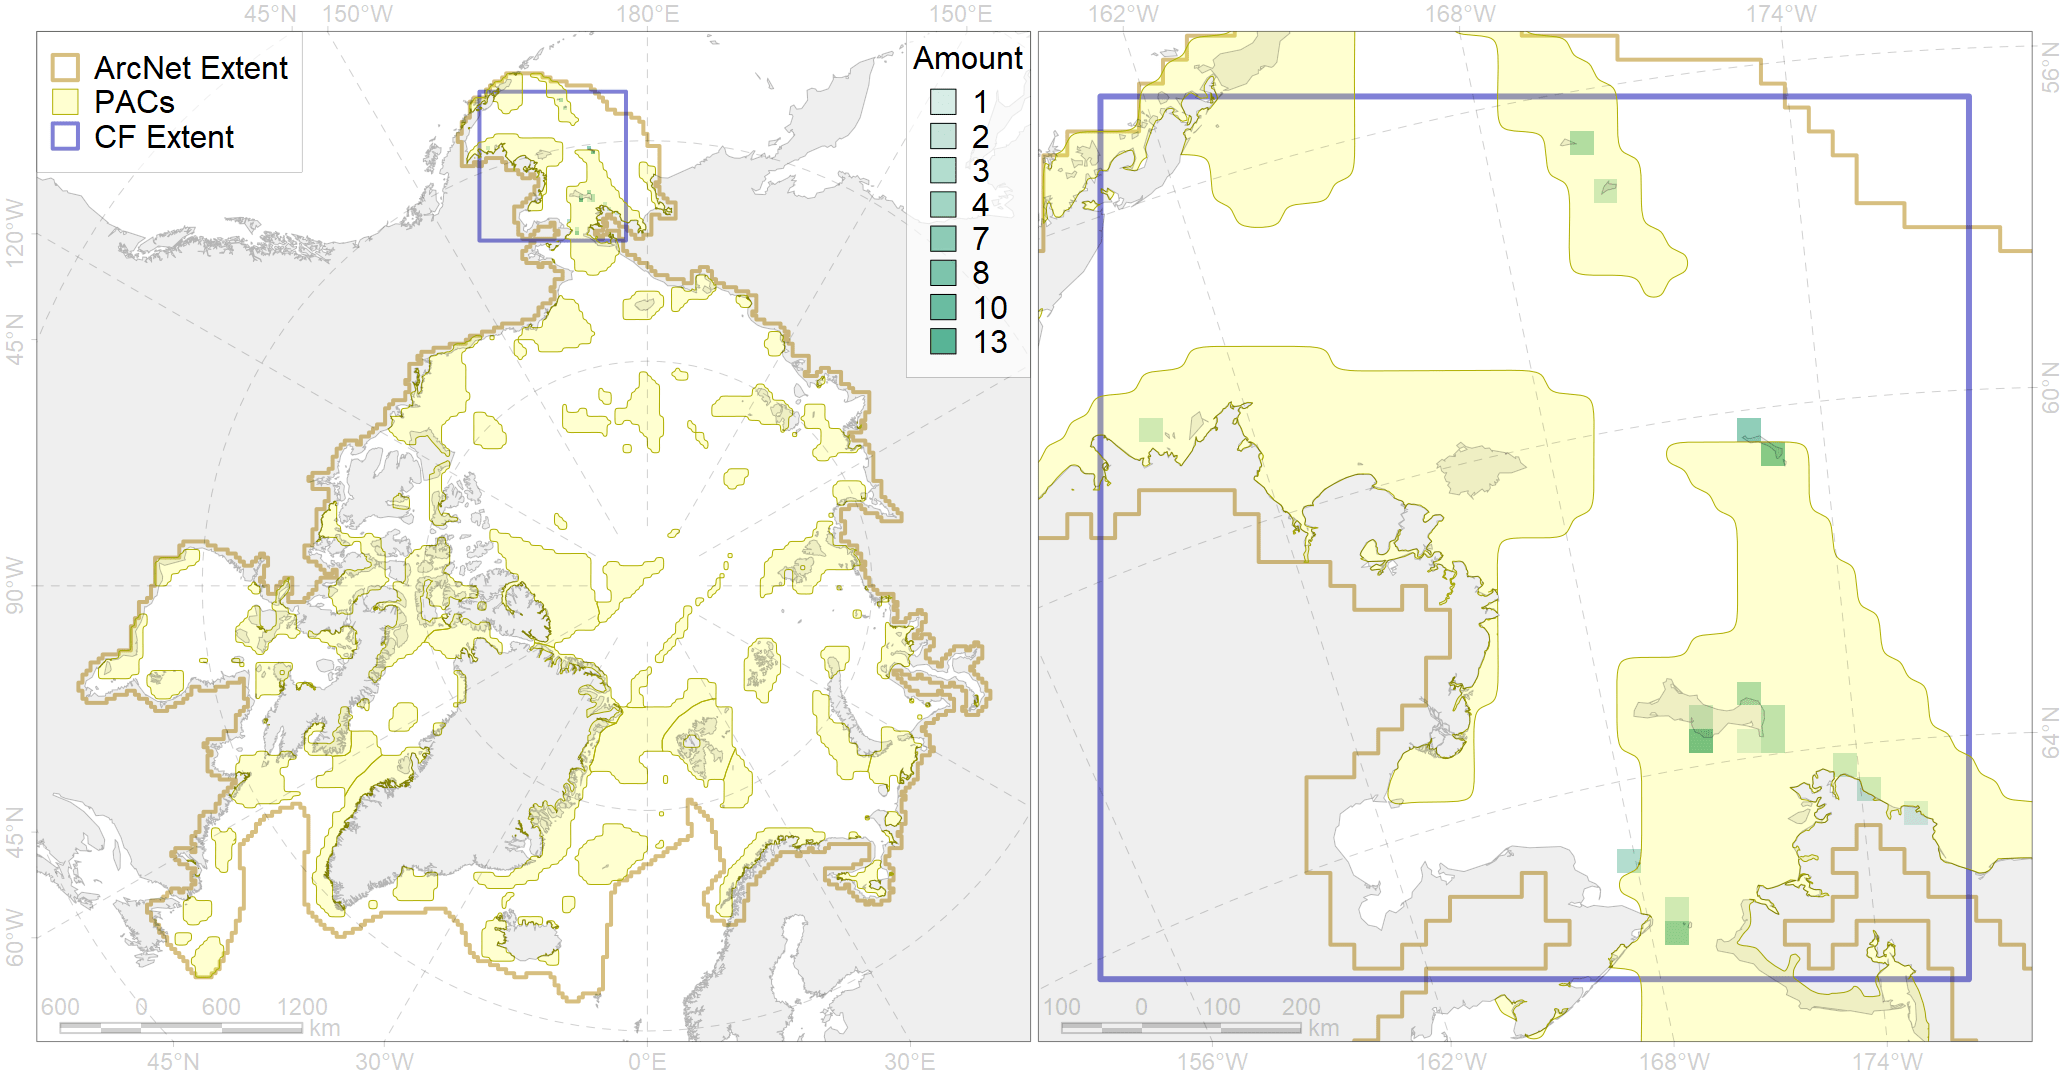 45°N 150°W 180°E 150°E 162°W 168°W 174°W
ArcNet Extent
PACs
CF Extent
Amount
1
2
3
4
7
8
10
13
120°W
45°N
90°W
45°N
60°W
56°N
60°N
64°N
600 0 600 1200
km
100 0 100 200
km
45°N 30°W 0°E 30°E 156°W 162°W 168°W 174°W